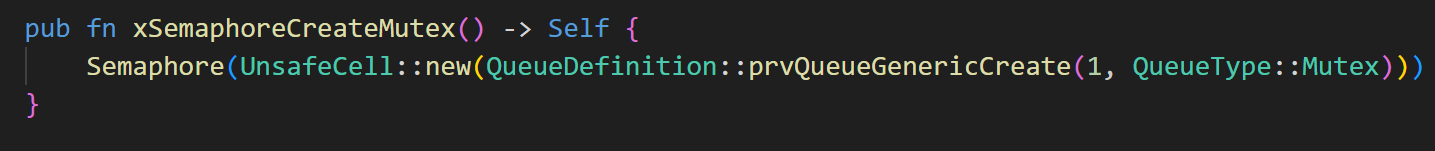 pub fn xSemaphoreCreateMutex() -> Self {
    Semaphore(UnsafeCell::new(QueueDefinition::prvQueueGenericCreate(1, QueueType::Mutex)))
}